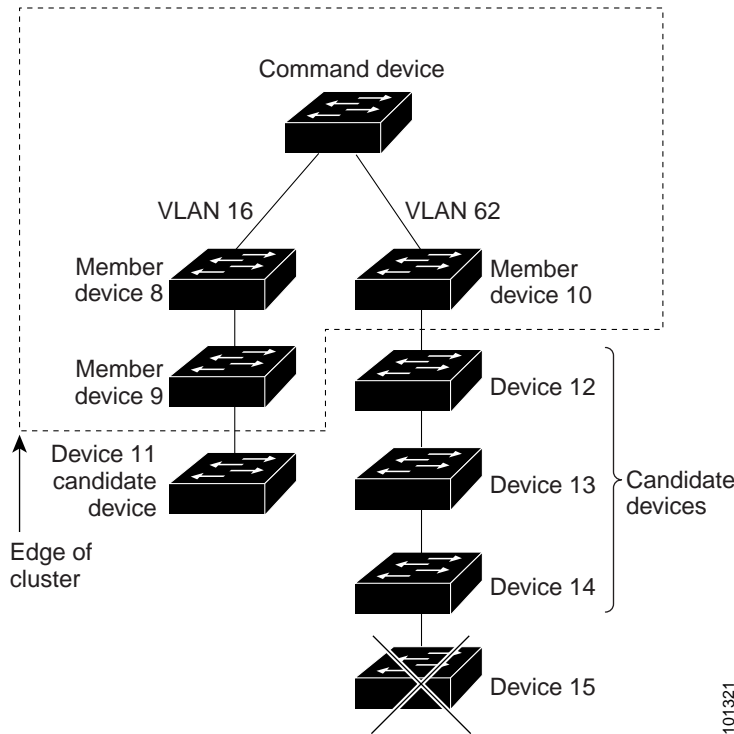 Command device
VLAN 16
VLAN 62
Member
device 8
Member
device 10
Member
device 9
Device 12
Device 11
candidate
device
Device 13
Candidate
devices
Edge of
cluster
Device 14
Device 15
101321